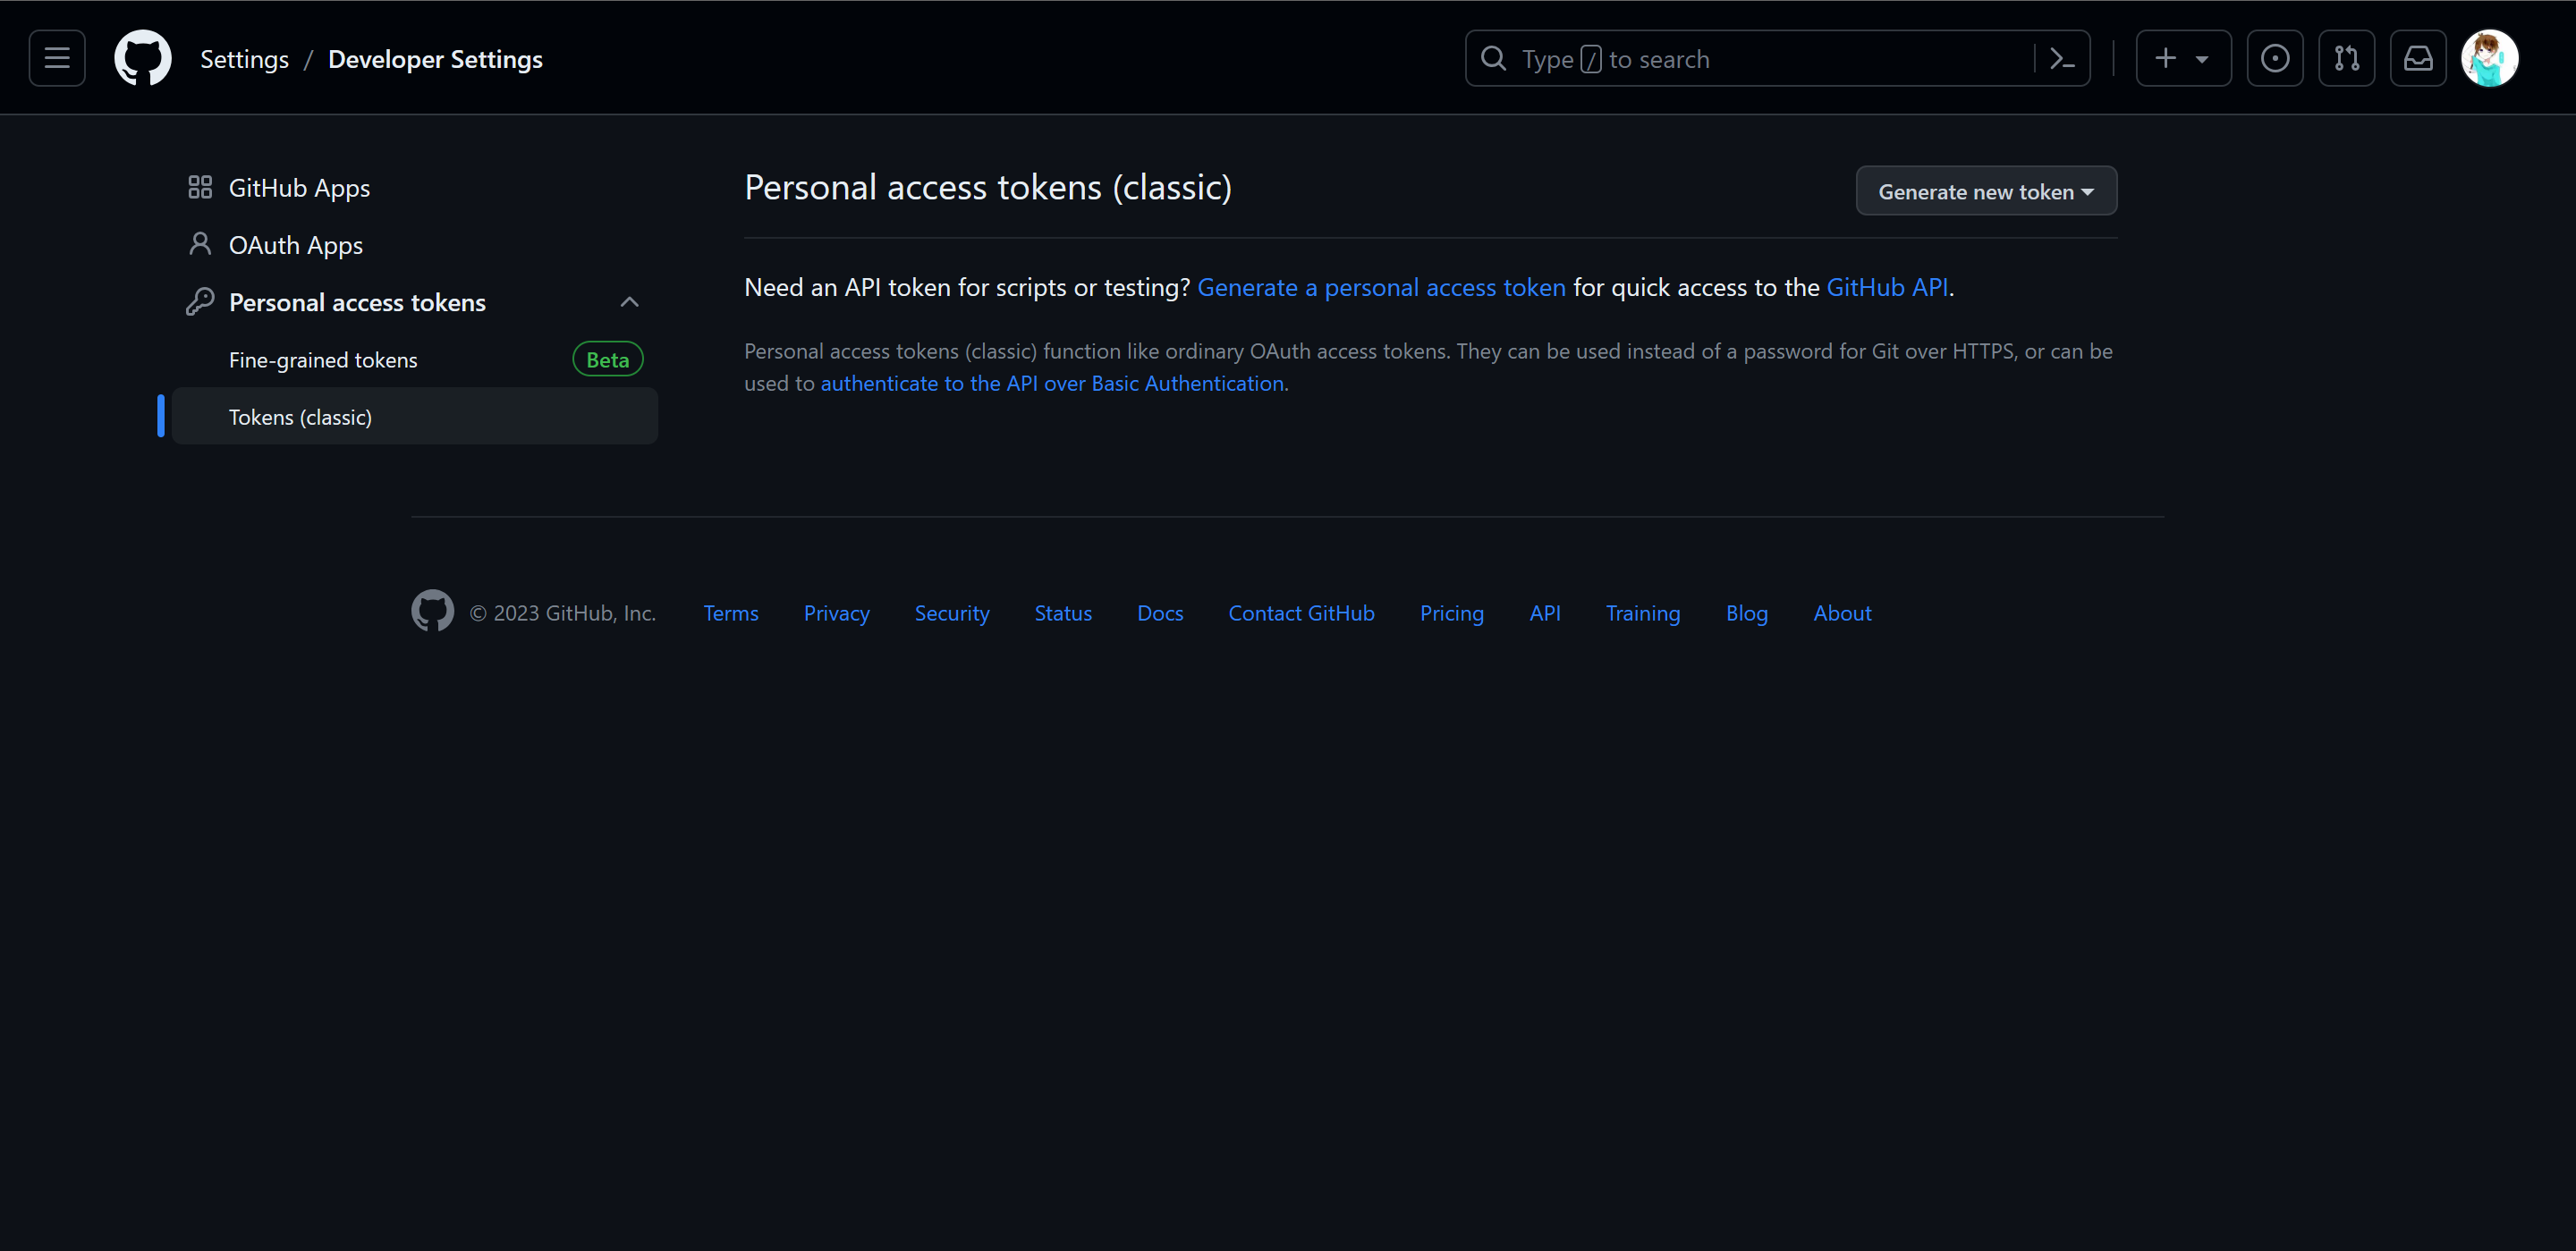 Settings / Developer Settings
Type / to search
GitHub Apps
OAuth Apps
Personal access tokens
Fine-grained tokens Beta
Tokens (classic)
Personal access tokens (classic)
Generate new token
Need an API token for scripts or testing? Generate a personal access token for quick access to the GitHub API.
Personal access tokens (classic) function like ordinary OAuth access tokens. They can be used instead of a password for Git over HTTPS, or can be
used to authenticate to the API over Basic Authentication.
© 2023 GitHub, Inc. Terms Privacy Security Status Docs Contact GitHub Pricing API Training Blog About